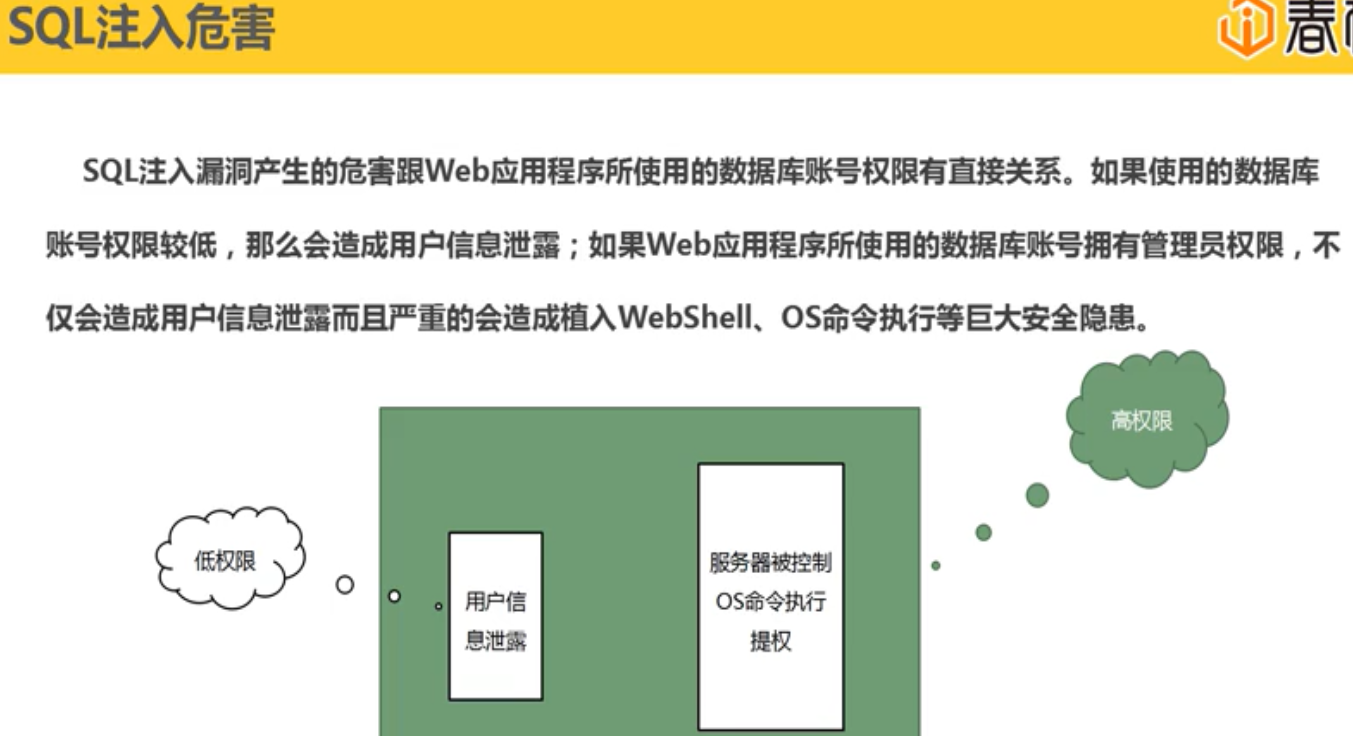 SQL注入危害
春
SQL注入漏洞产生的危害跟Web应用程序所使用的数据库账号权限有直接关系。如果使用的数据库
账号权限较低，那么会造成用户信息泄露；如果Web应用程序所使用的数据库账号拥有管理员权限，不
仅会造成用户信息泄露而且严重的会造成植入WebShell、OS命令执行等巨大安全隐患。
高权限
低权限
用户信
息泄露
服务器被控制
OS命令执行
提权